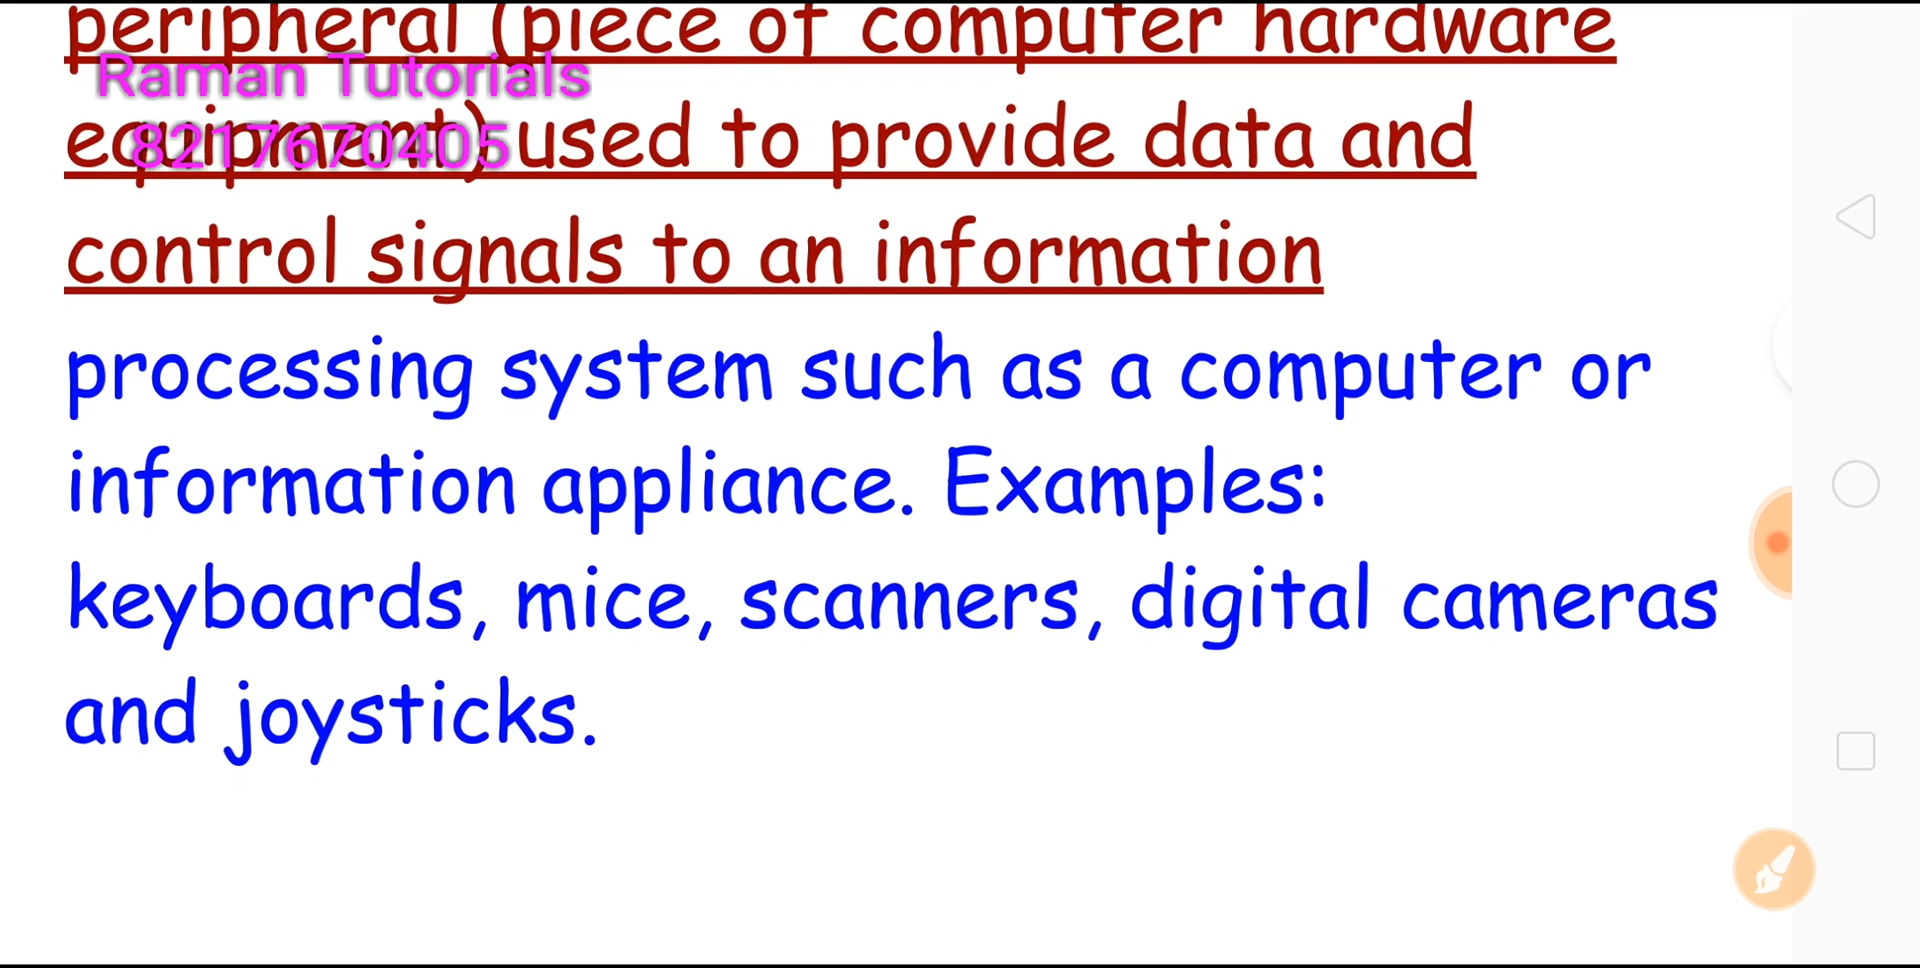 peripheral (piece of computer hardware
Raman Tutorials
equipment) used to provide data and
8217670405
control signals to an information
processing system such as a computer or
information appliance. Examples:
keyboards, mice, scanners, digital cameras
and joysticks.